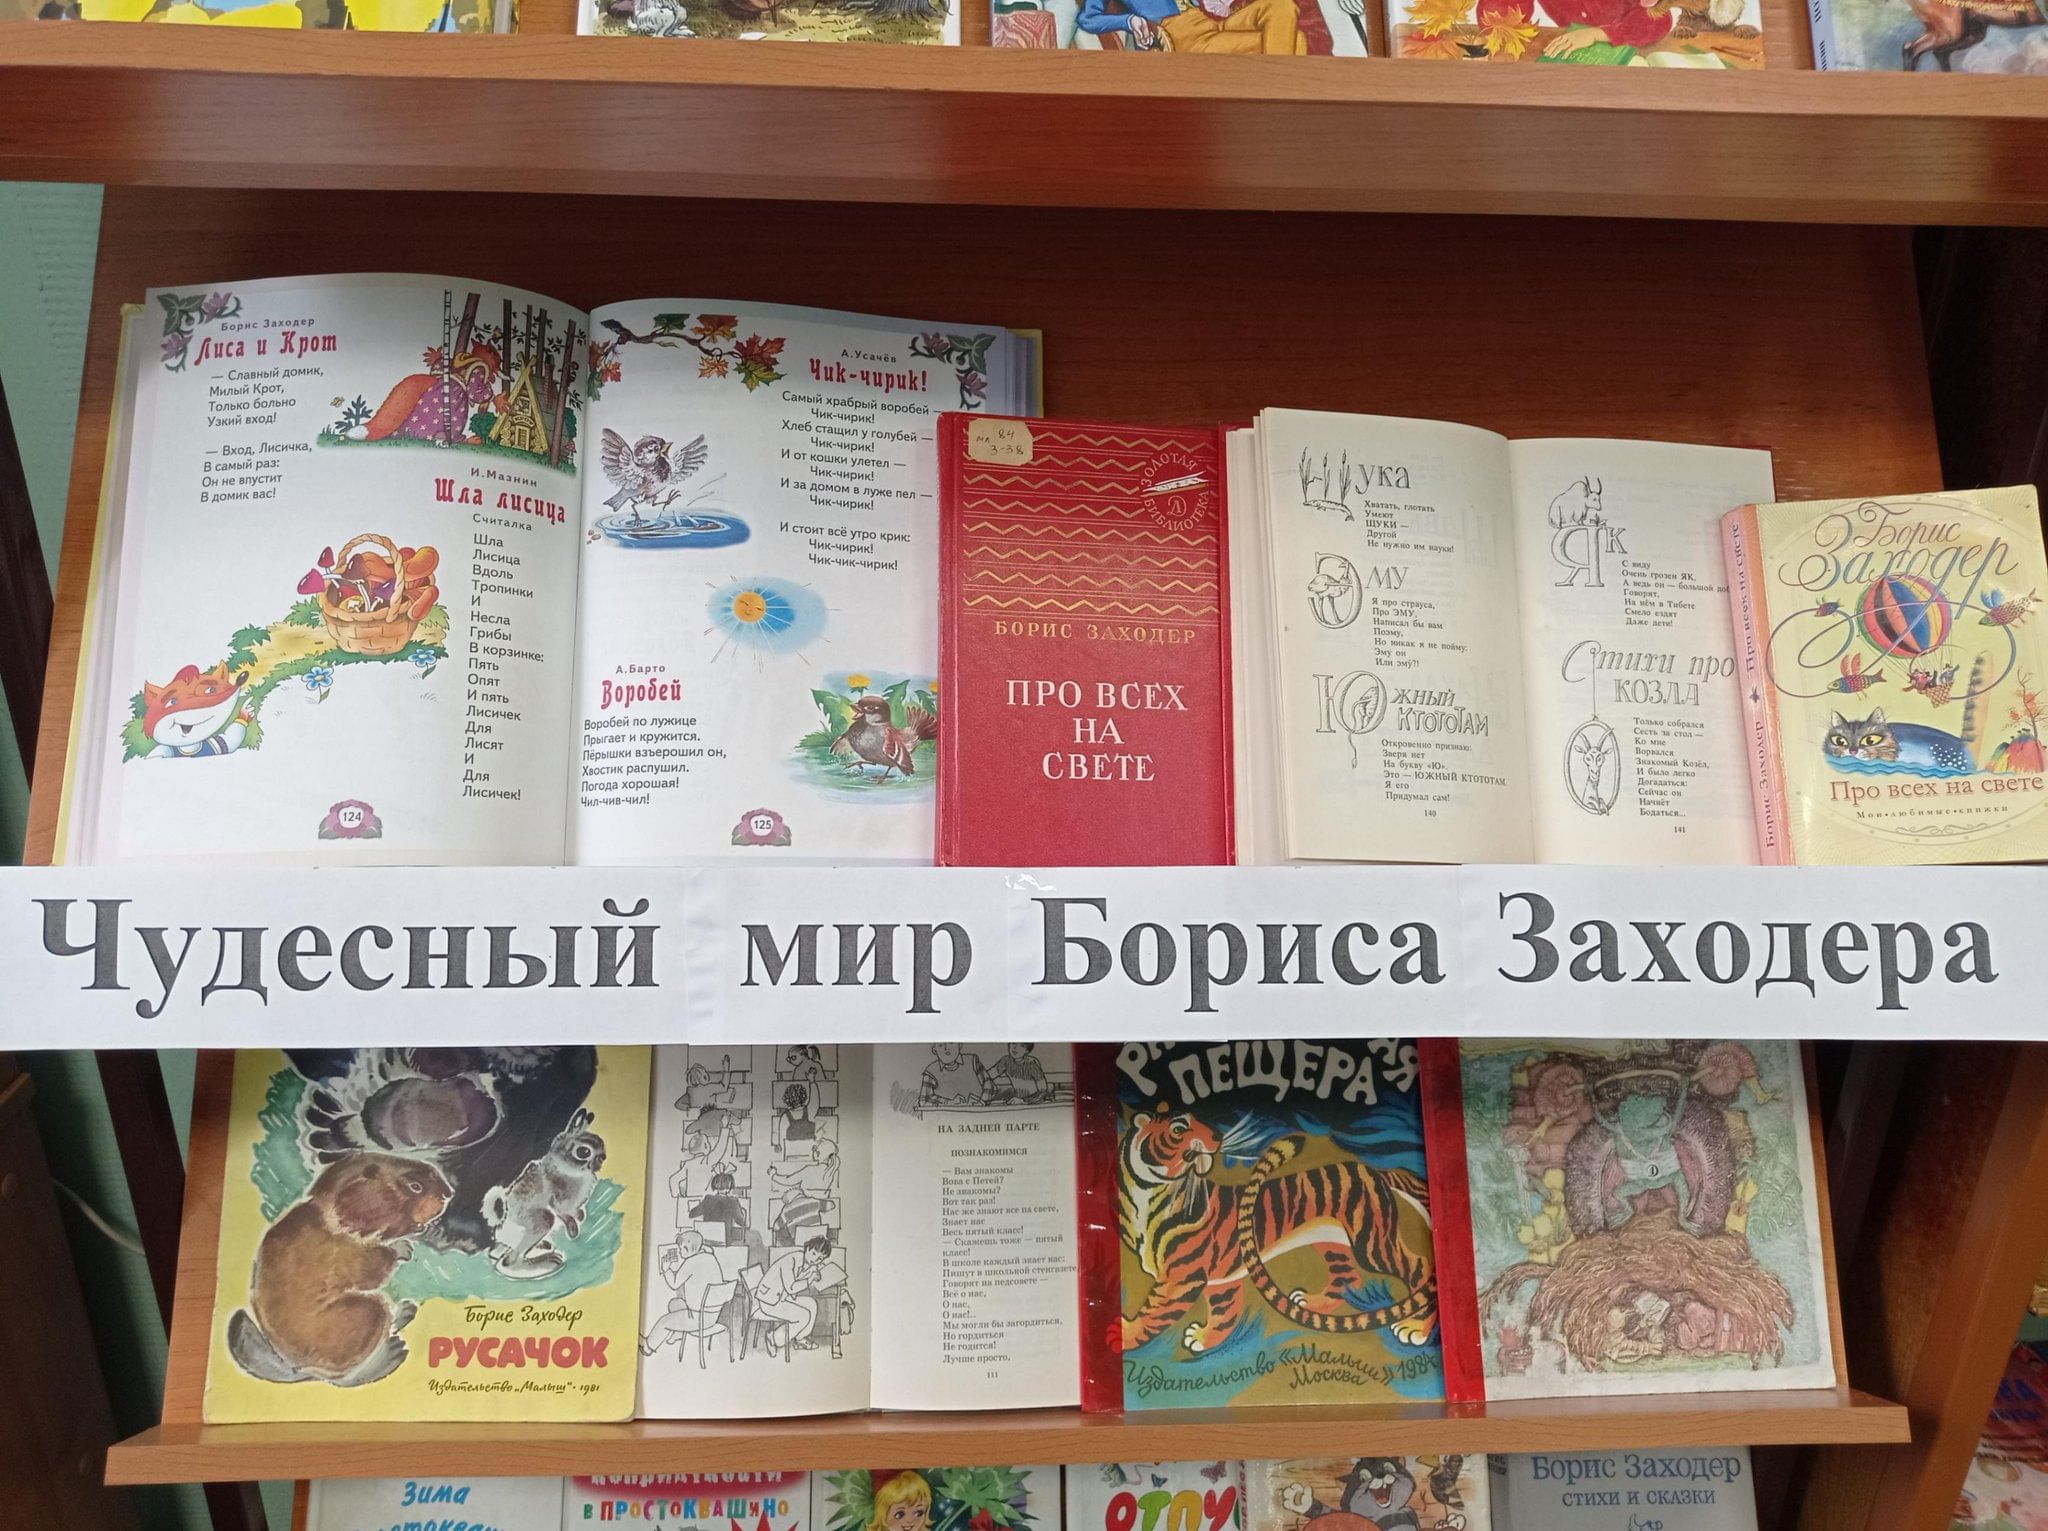 Борис Заходер
Лиса и Крот
— Славный домик,
Милый Крот,
Только больно
Узкий вход!
— Вход, Лисичка,
В самый раз:
Он не впустит
В домик вас!
И. Мазнин
Шла лисица
Считалка
Шла
Лисица
Вдоль
Тропинки
И
Несла
Грибы
В корзинке:
Пять
Опят
И пять
Лисичек
Для
Лисят
И
Для
Лисичек!
124
А. Усачёв
Чик-чирик!
Самый храбрый воробей —
Чик-чирик!
Хлеб стащил у голубей —
Чик-чирик!
И от кошки улетел —
Чик-чирик!
И за домом в луже пел —
Чик-чирик!
И стоит всё утро крик:
Чик-чирик!
Чик-чик-чирик!
А. Барто
Воробей
Воробей по лужице
Прыгает и кружится.
Пёрышки взъерошил он,
Хвостик распушил.
Погода хорошая!
Чил-чив-чил!
125
мл 84
З-38
ЗОЛОТАЯ
БИБЛИОТЕКА
БОРИС ЗАХОДЕР
ПРО ВСЕХ
НА
СВЕТЕ
Щука
Хватать, глотать
Умеют
ЩУКИ —
Другой
Не нужно им науки!
Эму
Я про страуса,
Про ЭМУ,
Написал бы вам
Поэму,
Но никак я не пойму:
Эму он
Или эмý?!
Южный
Ктототам
Откровенно признаю:
Зверя нет
На букву «Ю».
Это — ЮЖНЫЙ КТОТОТАМ.
Я его
Придумал сам!
140
Як
С виду
Очень грозен ЯК,
А ведь он — большой
Говорят,
На нём в Тибете
Смело ездят
Даже дети!
Стихи про
козла
Только собрался
Сесть за стол —
Ко мне
Ворвался
Знакомый Козёл,
И было легко
Догадаться:
Сейчас он
Начнёт
Бодаться...
141
Борис Заходер Про всех на свете
Борис
Заходер
Про всех на свете
Мои любимые книжки
Чудесный мир Бориса Заходера
Борис Заходер
РУСАЧОК
Издательство „Малыш“ · 1981
НА ЗАДНЕЙ ПАРТЕ
ПОЗНАКОМИМСЯ
— Вам знакомы
Вова с Петей?
Не знакомы?
Вот так раз!
Нас же знают все на свете,
Знает нас
Весь пятый класс!
— Скажешь тоже — пятый
класс!
В школе каждый знает нас:
Пишут в школьной стенгазете,
Говорят на педсовете —
Всё о нас,
О нас,
О нас!..
Мы могли бы загордиться,
Но гордиться
Не годится!
Лучше просто,
111
ПЕЩЕРА
Издательство «Малыш» 1984
Москва
Зима
в ПРОСТОКВАШИНО
Борис Заходер
СТИХИ И СКАЗКИ